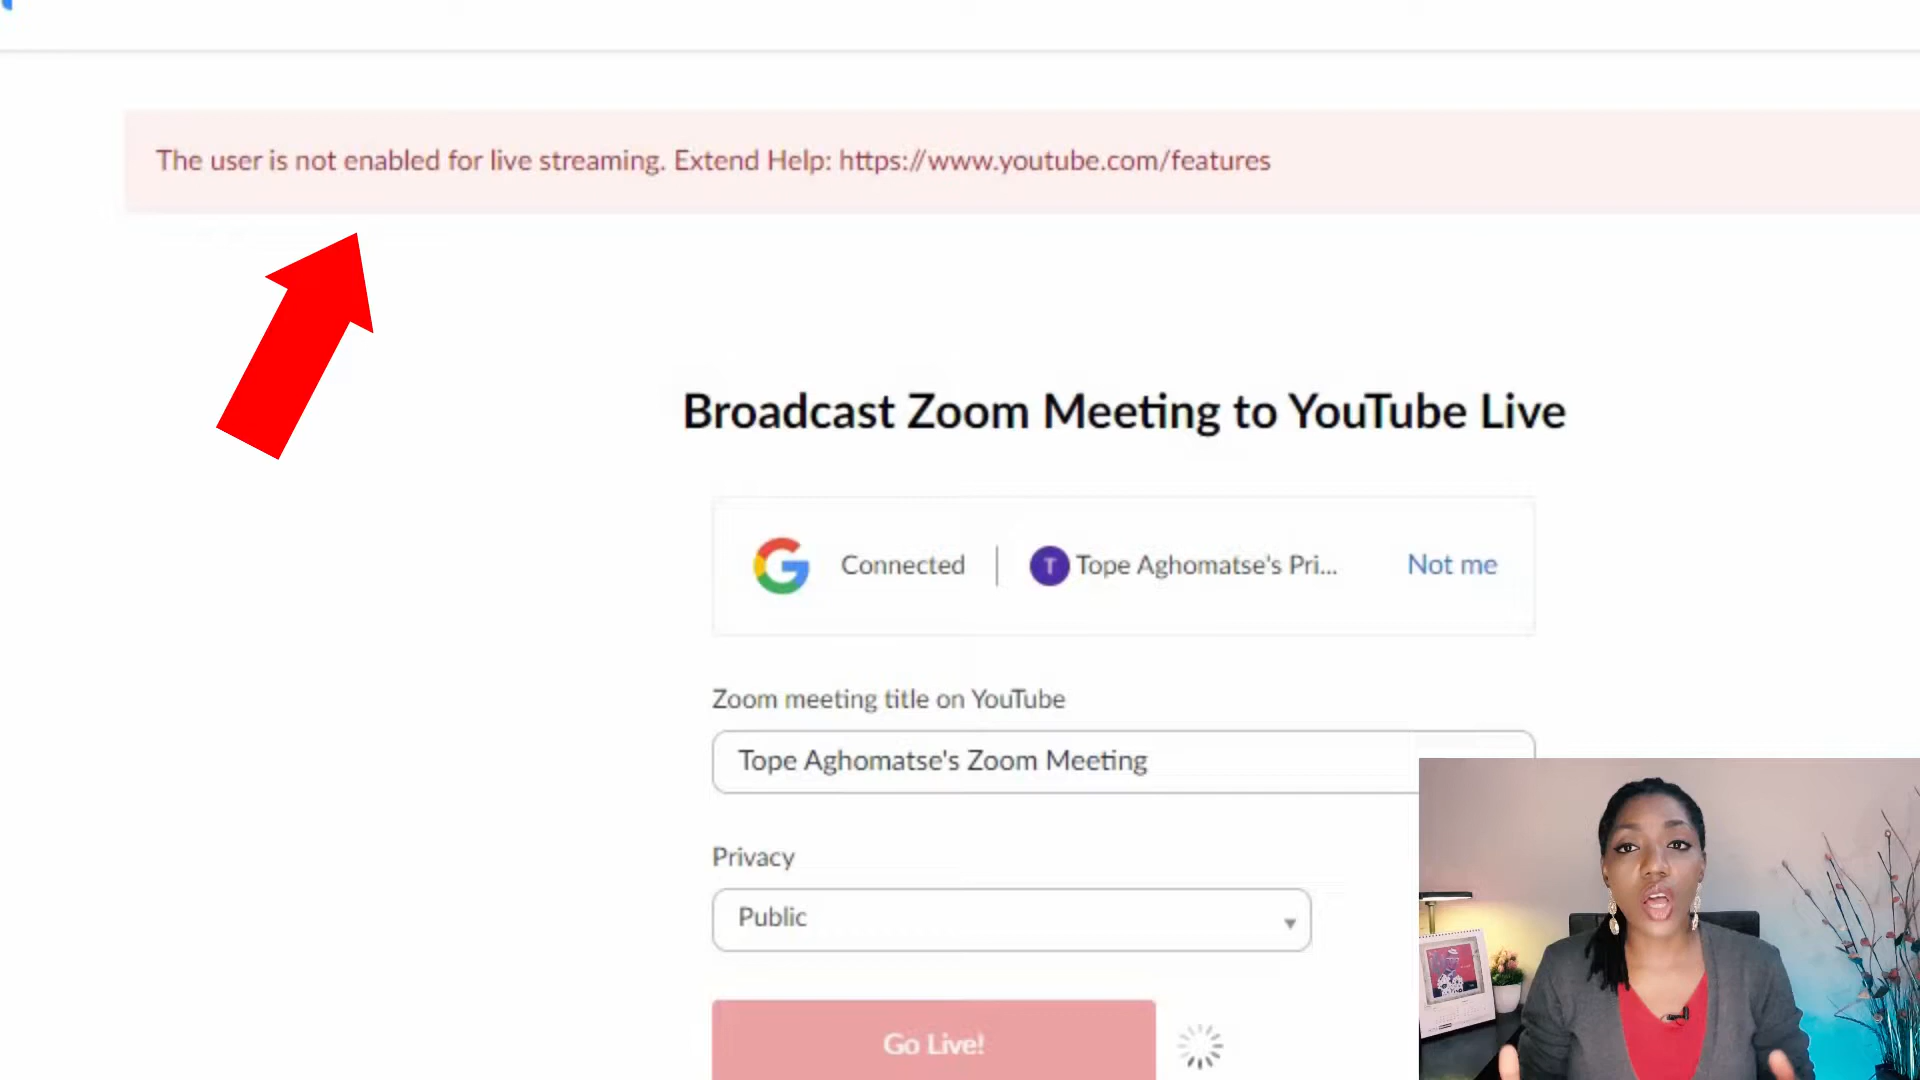 The user is not enabled for live streaming. Extend Help: https://www.youtube.com/features
Broadcast Zoom Meeting to YouTube Live
Connected
T
Tope Aghomatse's Pri...
Not me
Zoom meeting title on YouTube
Tope Aghomatse's Zoom Meeting
Privacy
Public
Go Live!